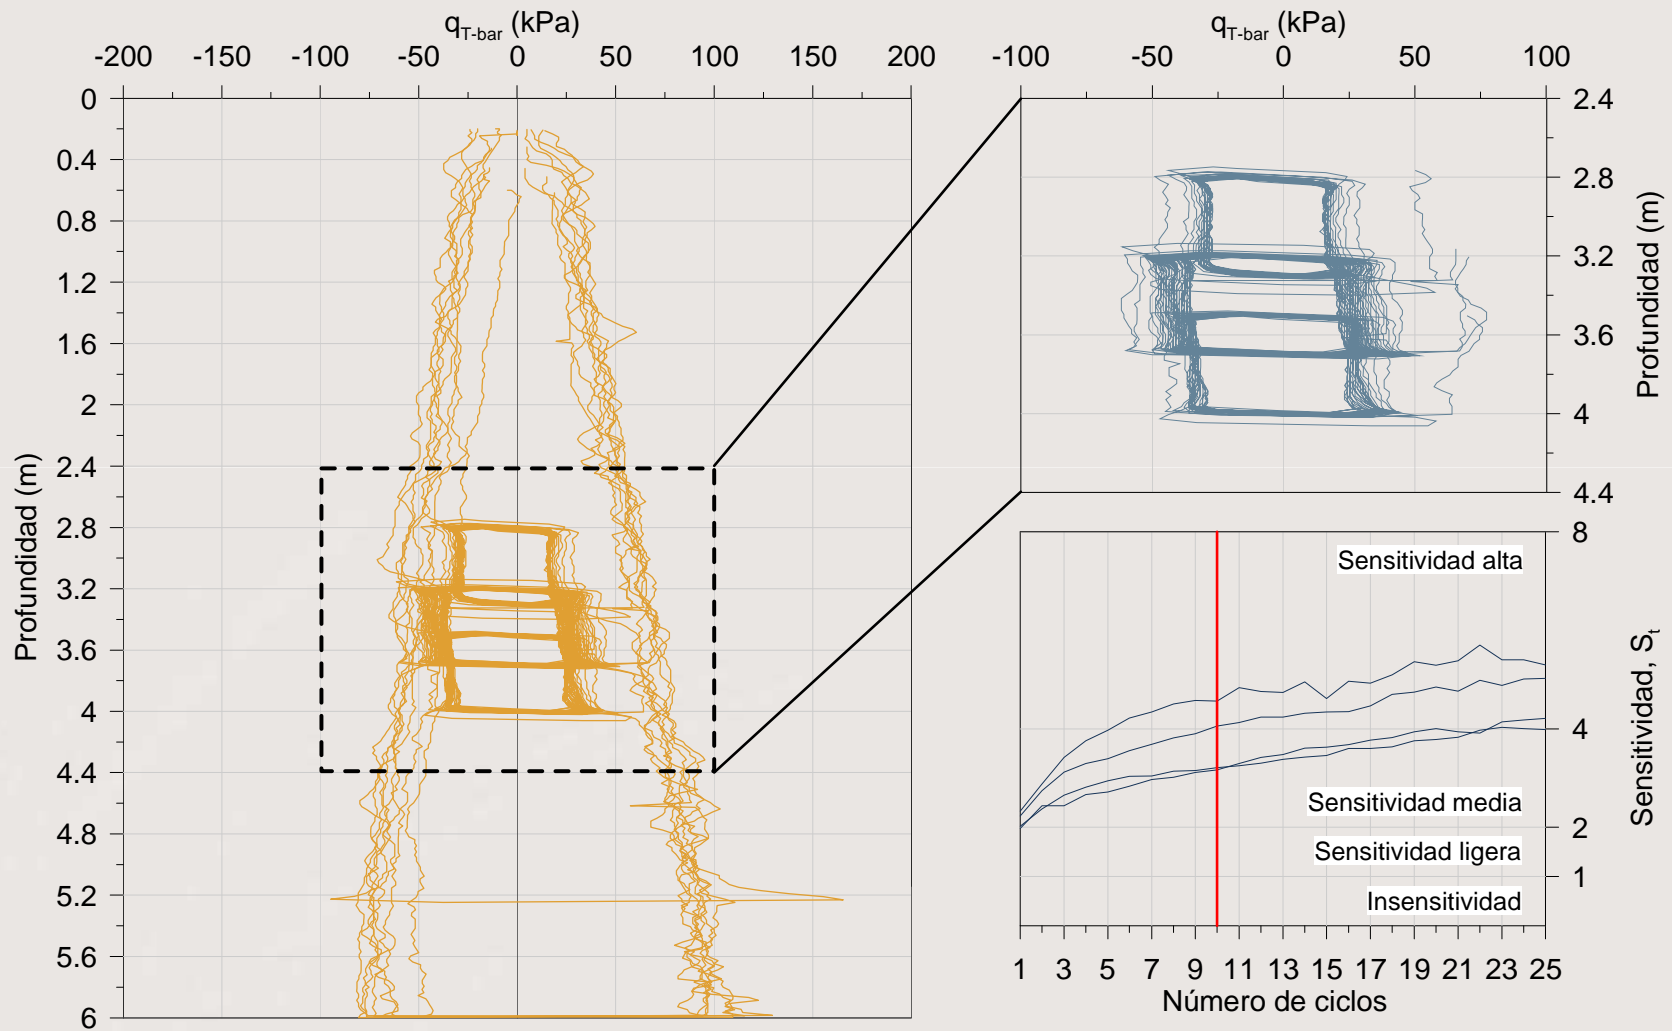 q_T-bar (kPa)
-200 -150 -100 -50 0 50 100 150 200
Profundidad (m)
0
0.4
0.8
1.2
1.6
2
2.4
2.8
3.2
3.6
4
4.4
4.8
5.2
5.6
6
q_T-bar (kPa)
-100 -50 0 50 100
2.4
2.8
3.2
3.6
4
4.4
Profundidad (m)
8
4
2
1
Sensitividad, S_t
Sensitividad alta
Sensitividad media
Sensitividad ligera
Insensitividad
1 3 5 7 9 11 13 15 17 19 21 23 25
Número de ciclos